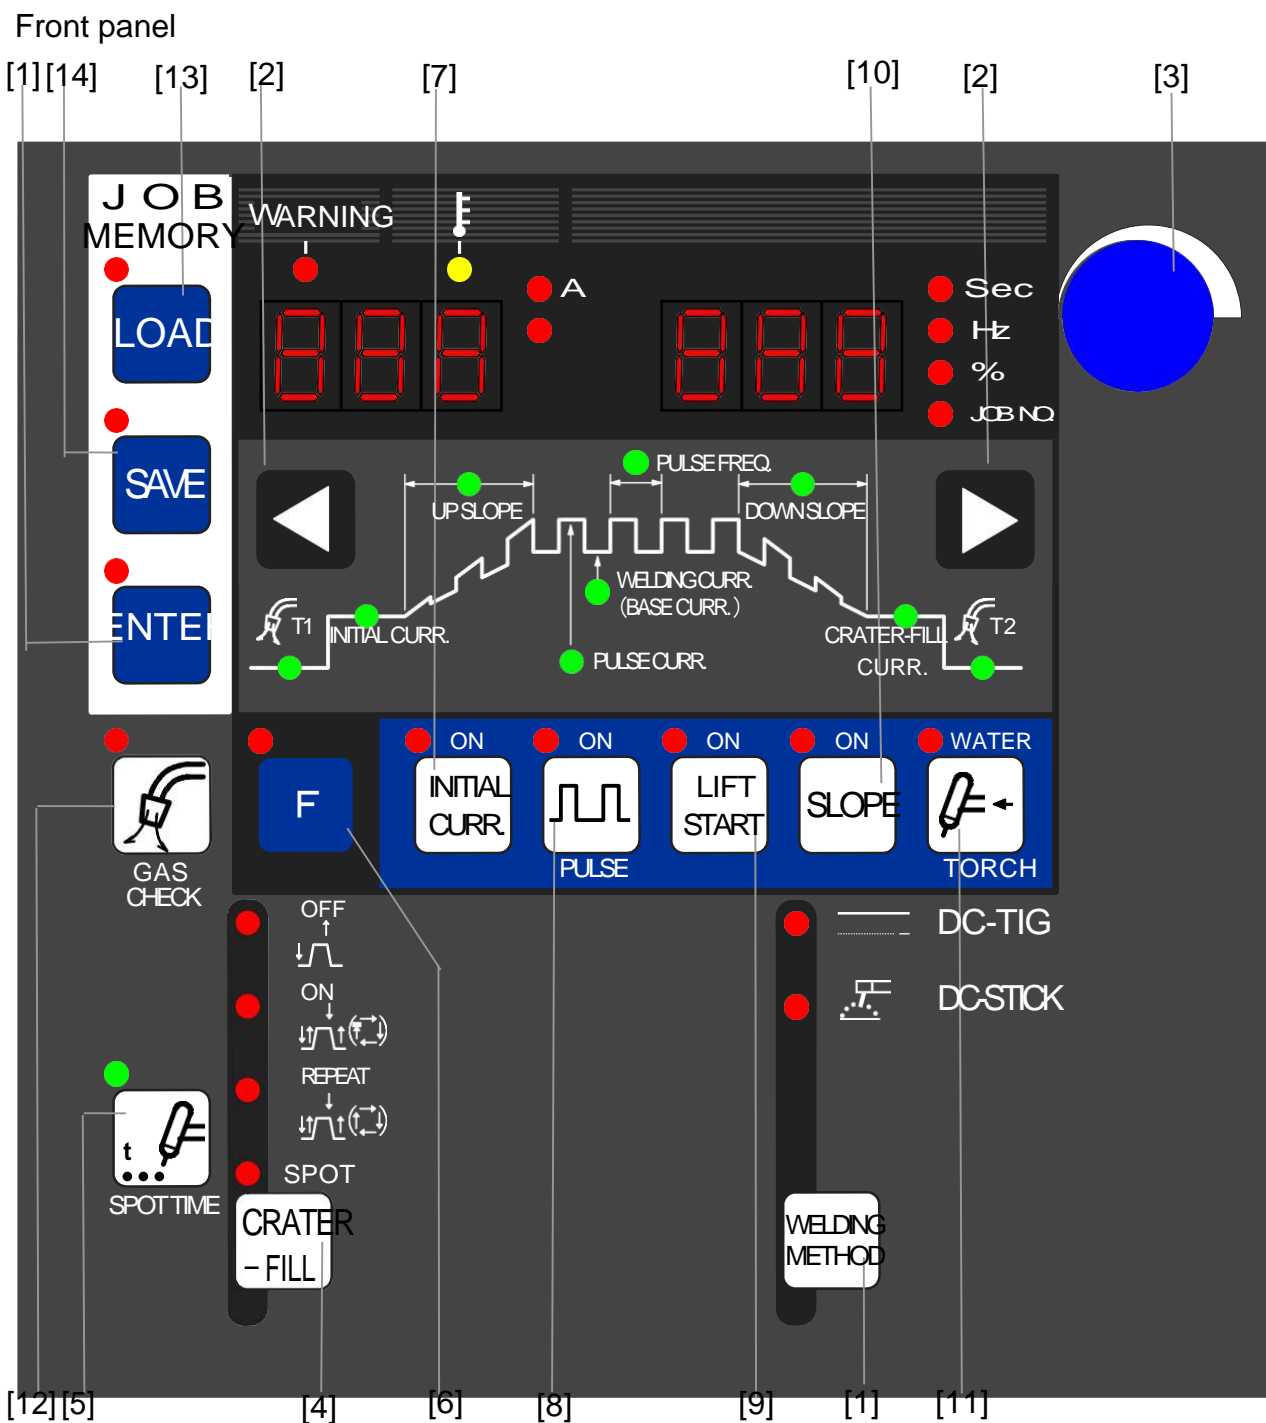 Front panel
[1] [14] [13] [2] [7] [10] [2] [3]
JOB
MEMORY
WARNING
A
Sec
Hz
%
JOB NO.
LOAD
SAVE
ENTER
PULSE FREQ.
UP SLOPE
DOWN SLOPE
WELDING CURR.
(BASE CURR.)
T1
INITIAL CURR.
PULSE CURR.
CRATER-FILL
CURR.
T2
GAS
CHECK
F
ON
INITIAL
CURR.
ON
PULSE
ON
LIFT
START
ON
SLOPE
WATER
TORCH
OFF
ON
REPEAT
SPOT
t
SPOT TIME
CRATER
-FILL
DC-TIG
DC-STICK
WELDING
METHOD
[12] [5] [4] [6] [8] [9] [1] [11]